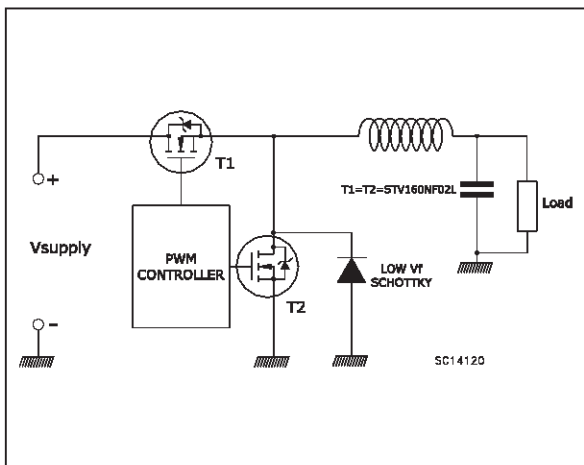 T1
+
T1=T2=STV160NF02L
Load
Vsupply
PWM
CONTROLLER
LOW Vf
SCHOTTKY
T2
-
SC14120